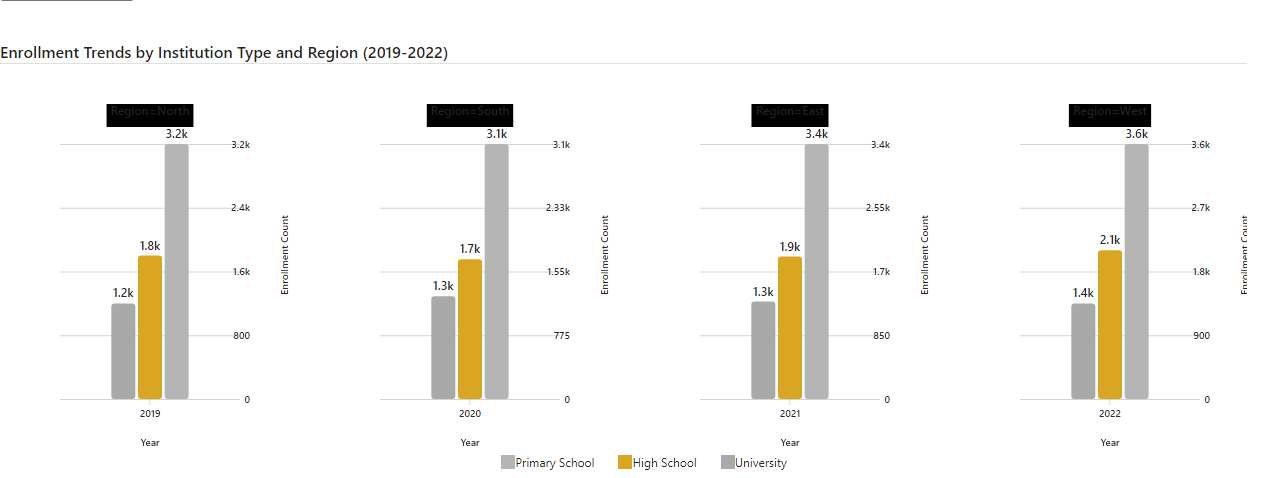 Enrollment Trends by Institution Type and Region (2019-2022)
Region=North Region=South Region=East Region=West
3.2k 3.1k 3.4k 3.6k
3.2k 3.1k 3.4k 3.6k
2.4k 2.33k 2.55k 2.7k
1.8k 1.7k 1.9k 2.1k
1.6k 1.55k 1.7k 1.8k
1.2k 1.3k 1.3k 1.4k
800 775 850 900
0 0 0 0
Enrollment Count Enrollment Count Enrollment Count Enrollment Count
2019 2020 2021 2022
Year Year Year Year
Primary School High School University